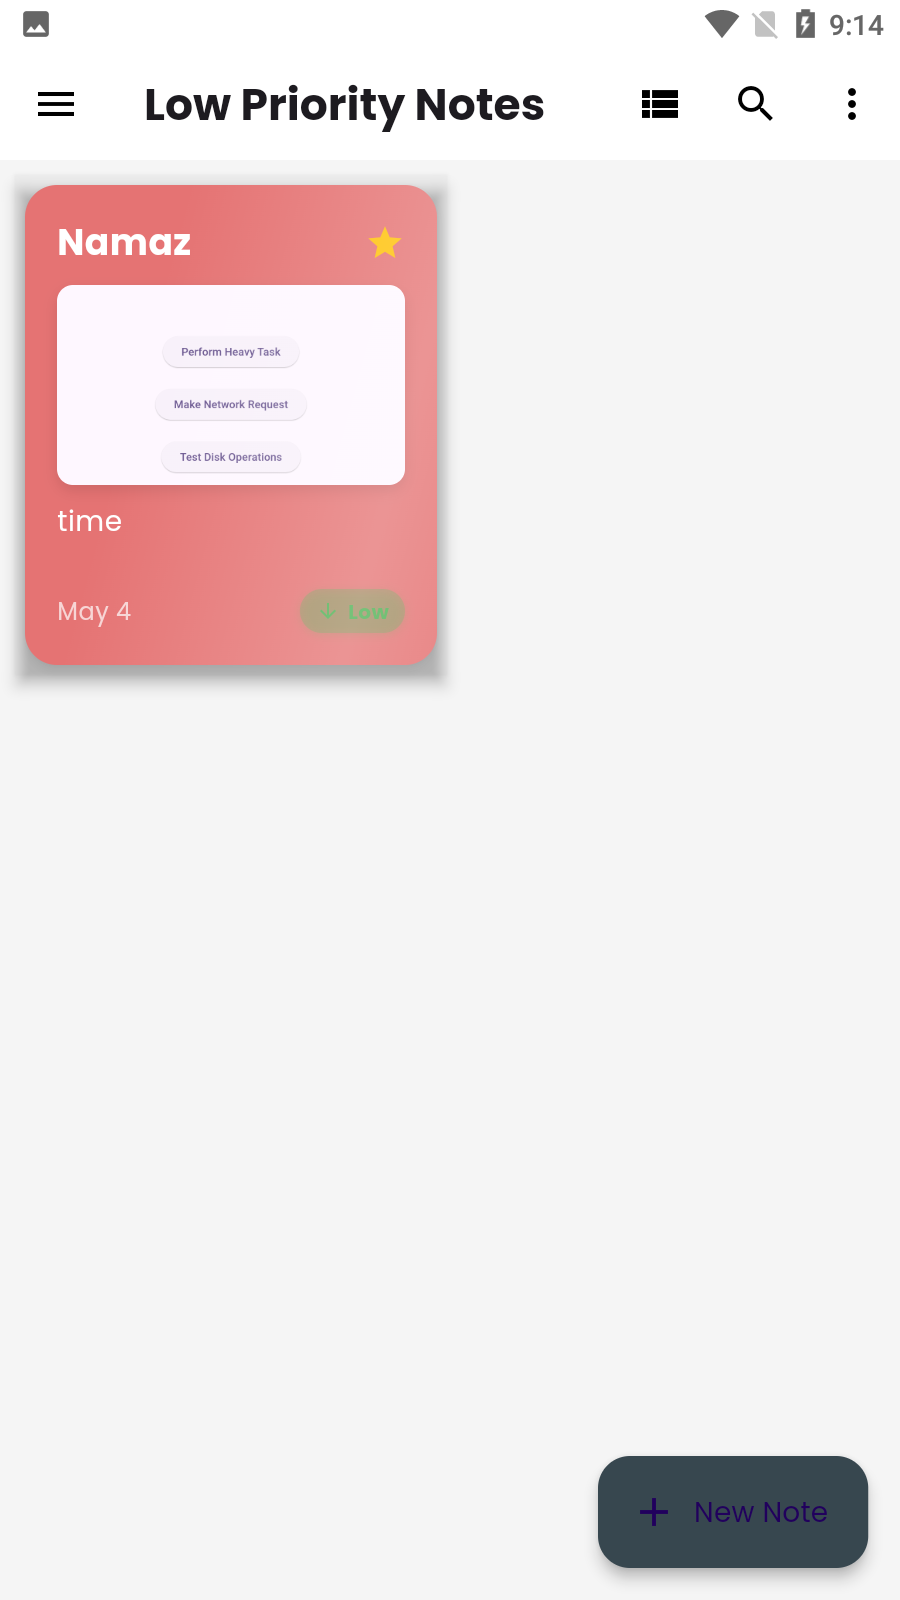 9:14
Low Priority Notes
Namaz
Perform Heavy Task
Make Network Request
Test Disk Operations
time
May 4
Low
New Note